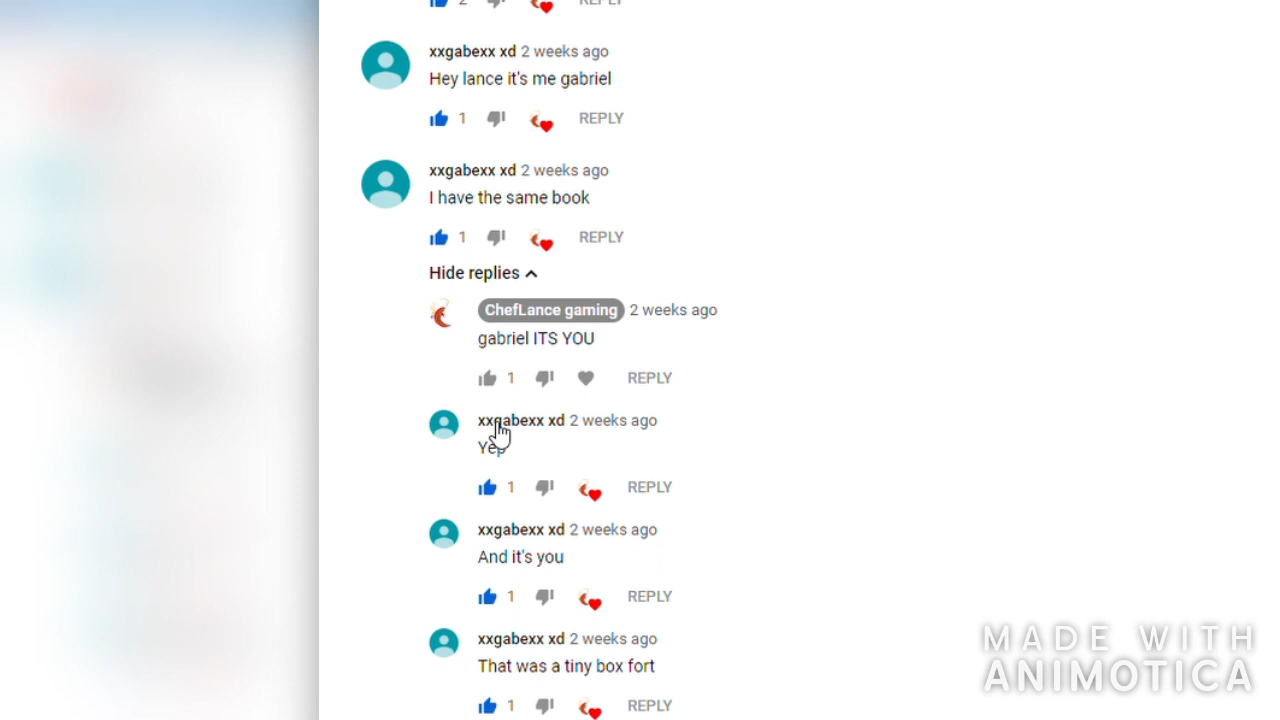 2 REPLY
xxgabexx xd 2 weeks ago
Hey lance it's me gabriel
1 REPLY
xxgabexx xd 2 weeks ago
I have the same book
1 REPLY
Hide replies
ChefLance gaming 2 weeks ago
gabriel ITS YOU
1 REPLY
xxgabexx xd 2 weeks ago
Yep
1 REPLY
xxgabexx xd 2 weeks ago
And it's you
1 REPLY
xxgabexx xd 2 weeks ago
That was a tiny box fort
1 REPLY
MADE WITH
ANIMOTICA